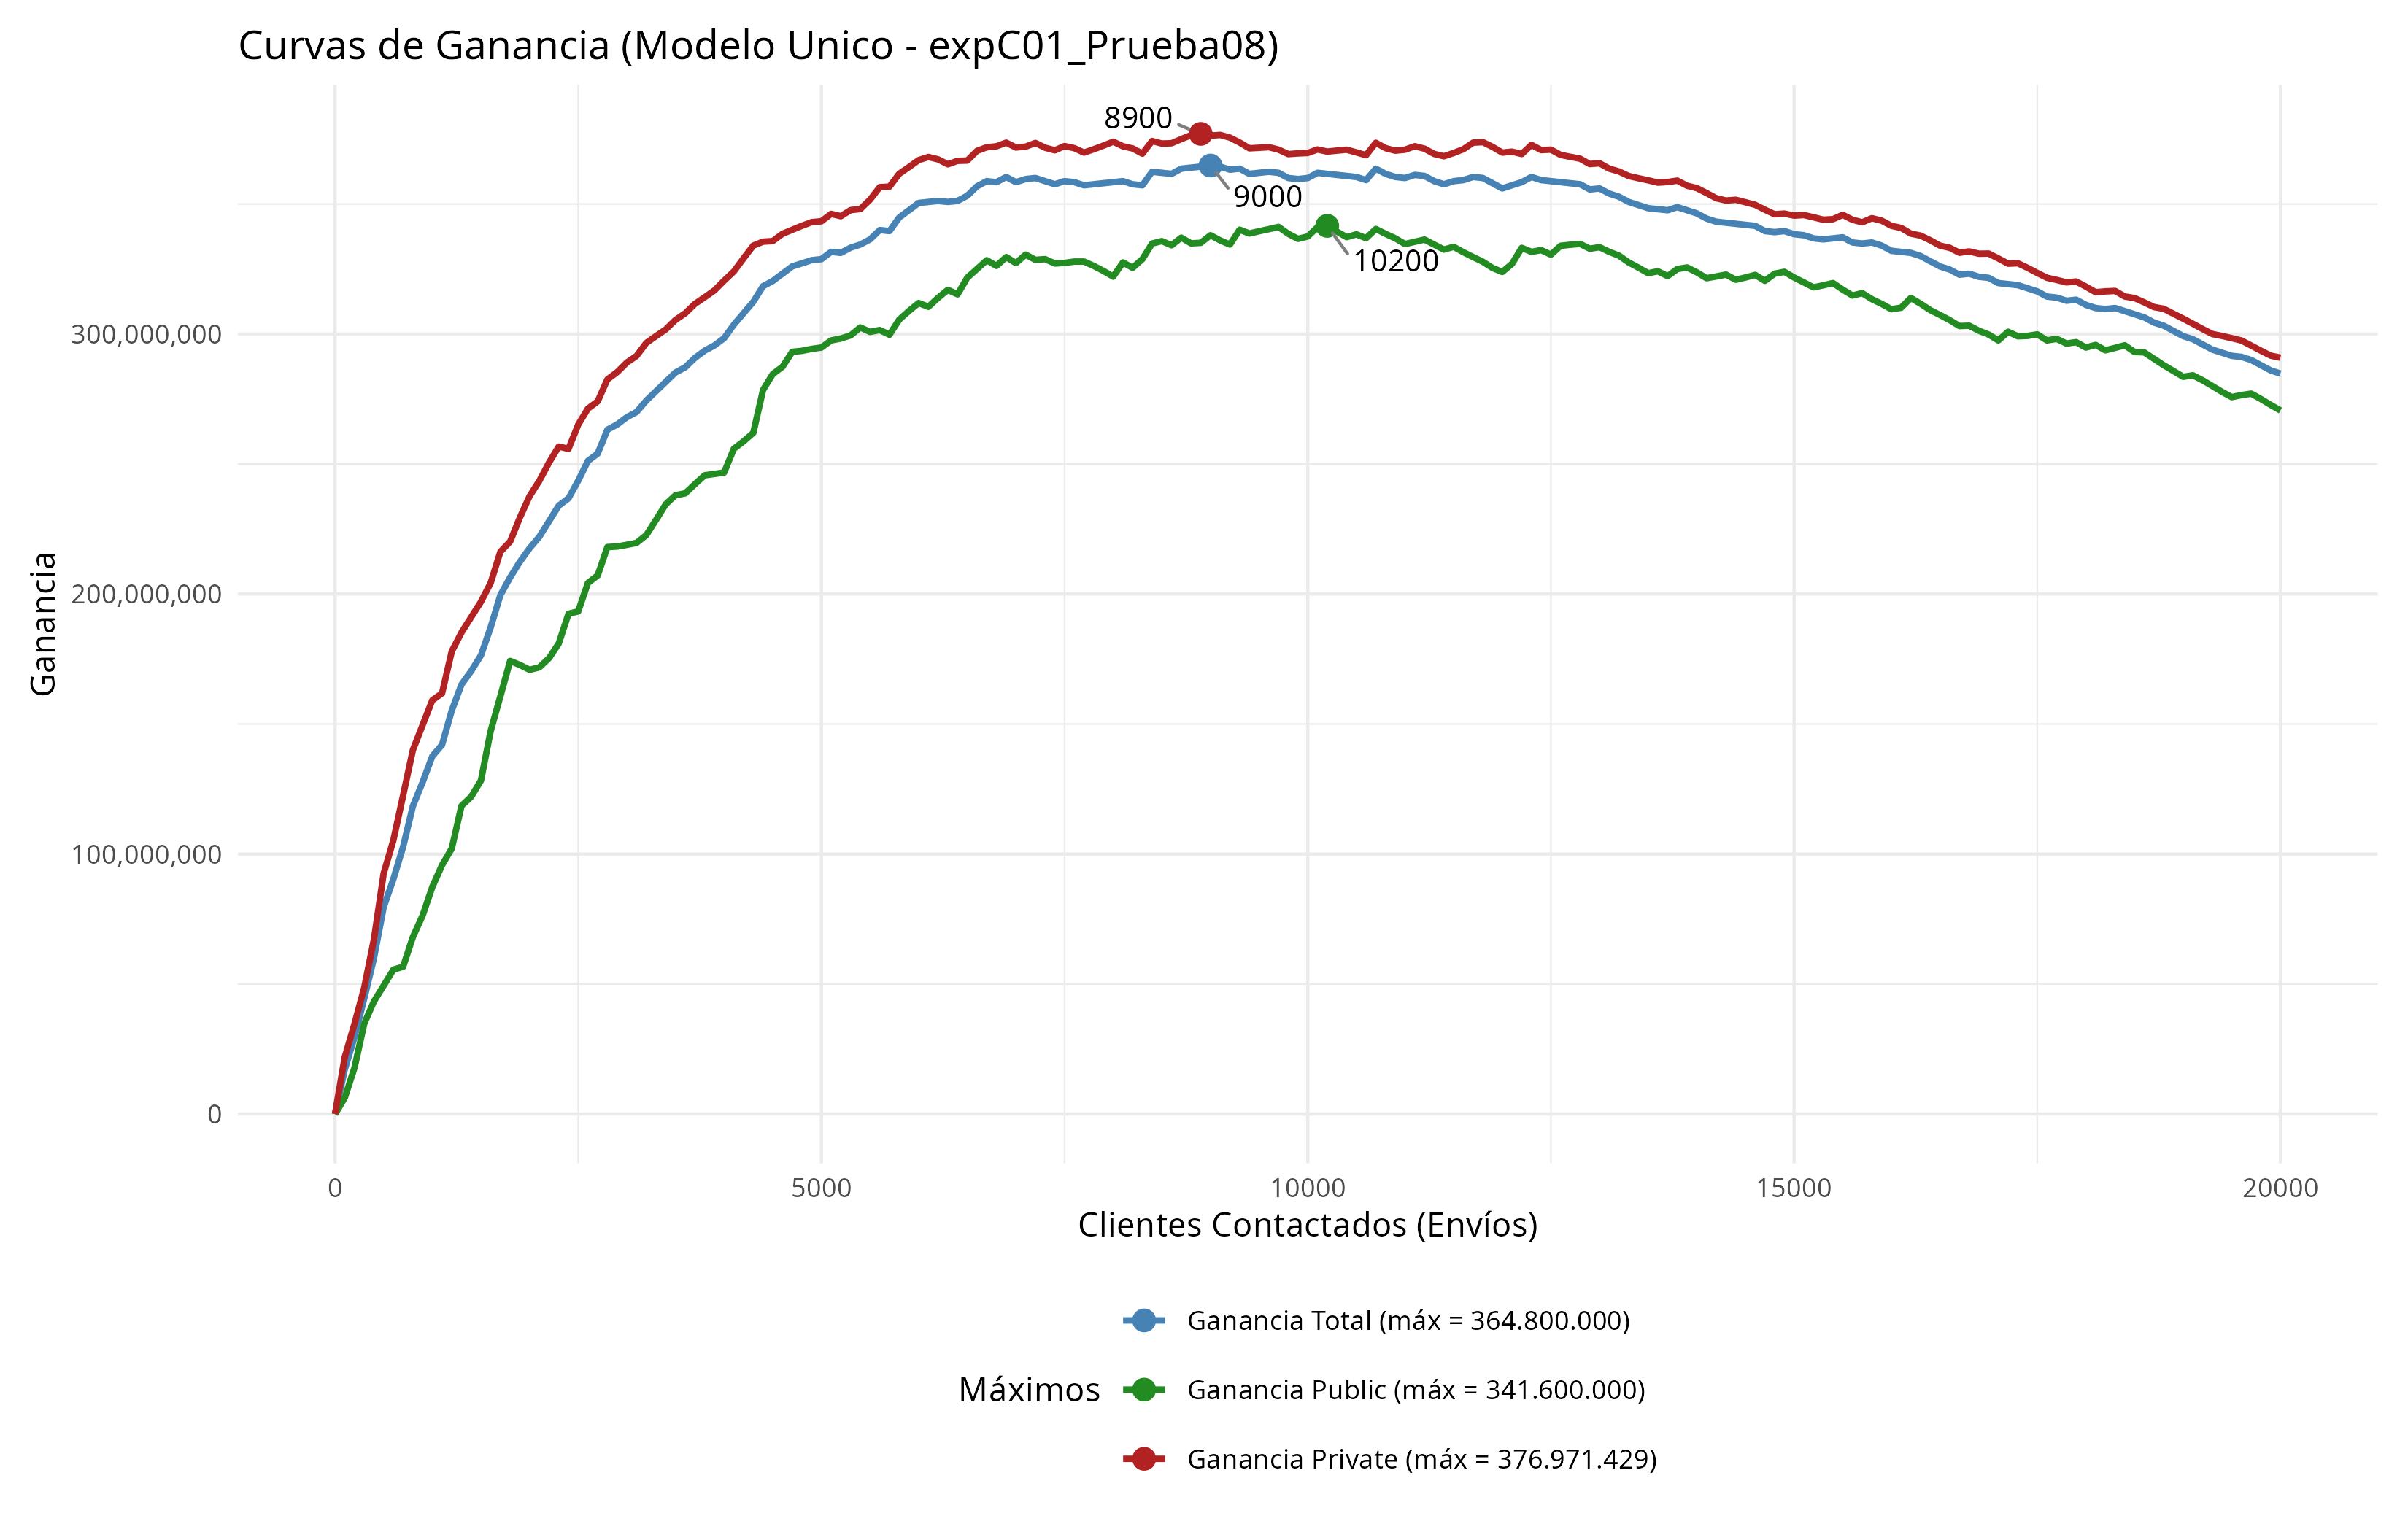 Curvas de Ganancia (Modelo Unico - expC01_Prueba08)
8900
9000
10200
Ganancia
300,000,000
200,000,000
100,000,000
0
0 5000 10000 15000 20000
Clientes Contactados (Envíos)
Máximos
Ganancia Total (máx = 364.800.000)
Ganancia Public (máx = 341.600.000)
Ganancia Private (máx = 376.971.429)